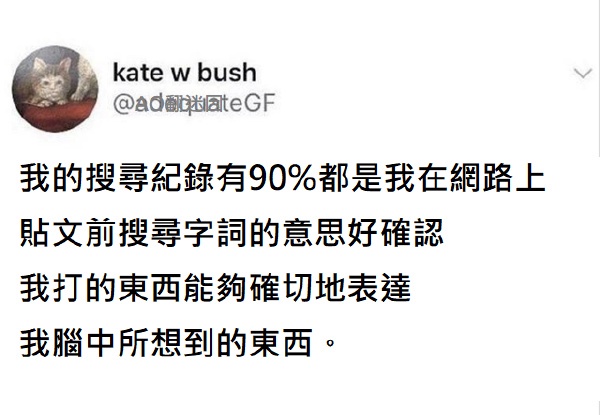 kate w bush
@adequateGF
我的搜尋紀錄有90%都是我在網路上
貼文前搜尋字詞的意思好確認
我打的東西能夠確切地表達
我腦中所想到的東西。